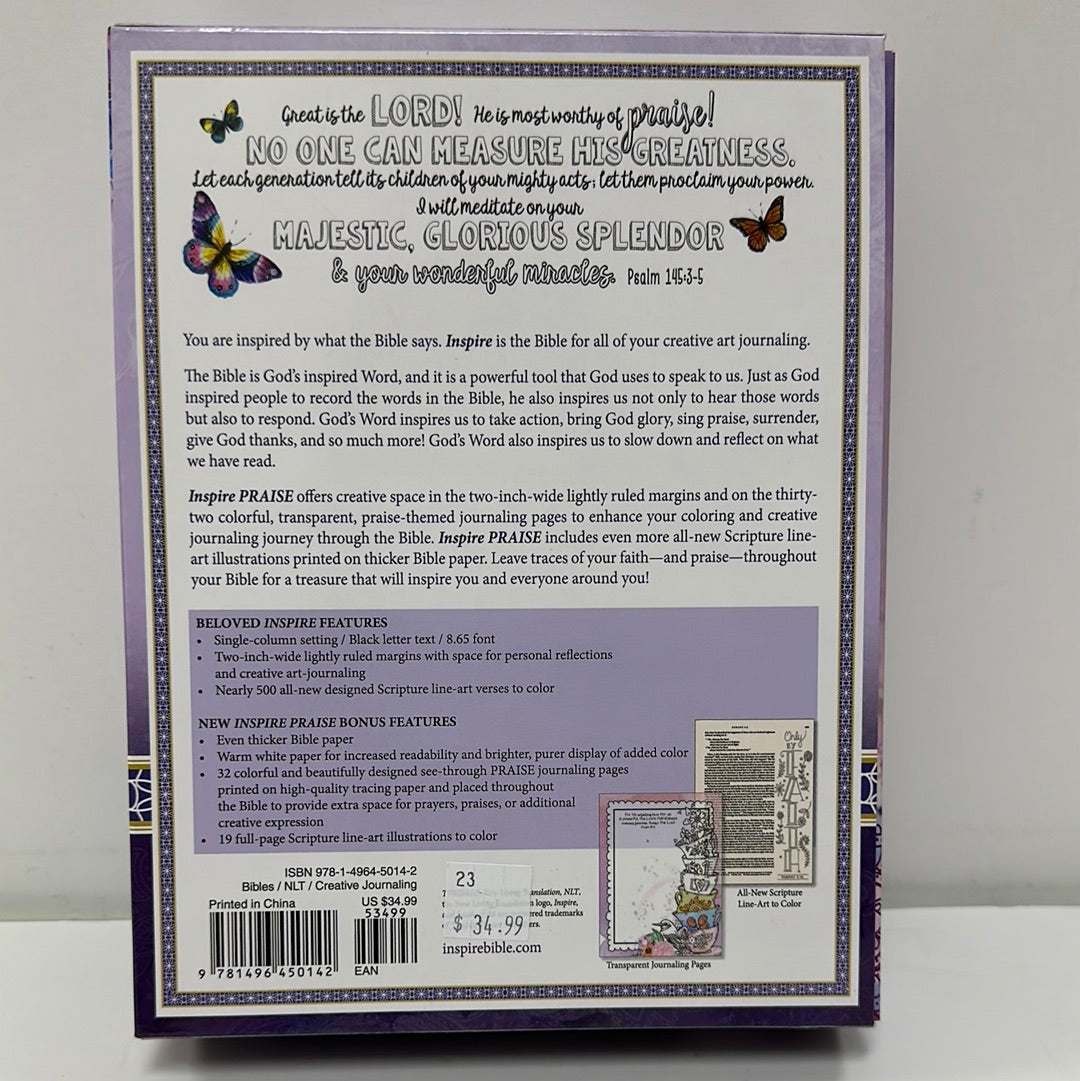 Great is the LORD! He is most worthy of praise!
NO ONE CAN MEASURE HIS GREATNESS.
Let each generation tell its children of your mighty acts; let them proclaim your power.
I will meditate on your
MAJESTIC, GLORIOUS SPLENDOR
& your wonderful miracles. Psalm 145:3-5
You are inspired by what the Bible says. Inspire is the Bible for all of your creative art journaling.
The Bible is God's inspired Word, and it is a powerful tool that God uses to speak to us. Just as God
inspired people to record the words in the Bible, he also inspires us not only to hear those words
but also to respond. God's Word inspires us to take action, bring God glory, sing praise, surrender,
give God thanks, and so much more! God's Word also inspires us to slow down and reflect on what
we have read.
Inspire PRAISE offers creative space in the two-inch-wide lightly ruled margins and on the thirty-
two colorful, transparent, praise-themed journaling pages to enhance your coloring and creative
journaling journey through the Bible. Inspire PRAISE includes even more all-new Scripture line-
art illustrations printed on thicker Bible paper. Leave traces of your faith—and praise—throughout
your Bible for a treasure that will inspire you and everyone around you!
BELOVED INSPIRE FEATURES
• Single-column setting / Black letter text / 8.65 font
• Two-inch-wide lightly ruled margins with space for personal reflections
and creative art-journaling
• Nearly 500 all-new designed Scripture line-art verses to color
NEW INSPIRE PRAISE BONUS FEATURES
• Even thicker Bible paper
• Warm white paper for increased readability and brighter, purer display of added color
• 32 colorful and beautifully designed see-through PRAISE journaling pages
printed on high-quality tracing paper and placed throughout
the Bible to provide extra space for prayers, praises, or additional
creative expression
• 19 full-page Scripture line-art illustrations to color
Only
BY
FAITH
All-New Scripture
Line-Art to Color
Transparent Journaling Pages
ISBN 978-1-4964-5014-2
Bibles / NLT / Creative Journaling
Printed in China US $34.99
53499
9 781496 450142 EAN
23
$ 34.99
anslation, NLT,
logo, Inspire,
red trademarks
ers.
inspirebible.com